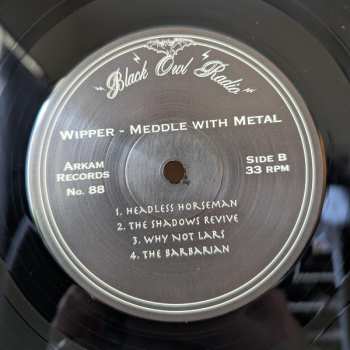 Black Owl Radio
Wipper - Meddle with Metal
Arkam
Records
No. 88
Side B
33 rpm
1. Headless Horseman
2. The Shadows Revive
3. Why Not Lars
4. The Barbarian